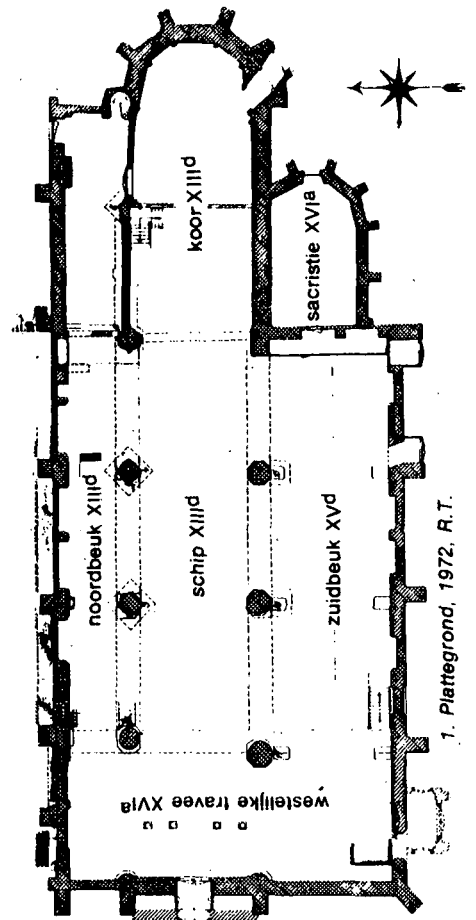 koor XIIId
sacristie XVIa
noordbeuk XIIId
schip XIIId
zuidbeuk XVd
westelijke travee XVIa
1. Plattegrond, 1972, R.T.